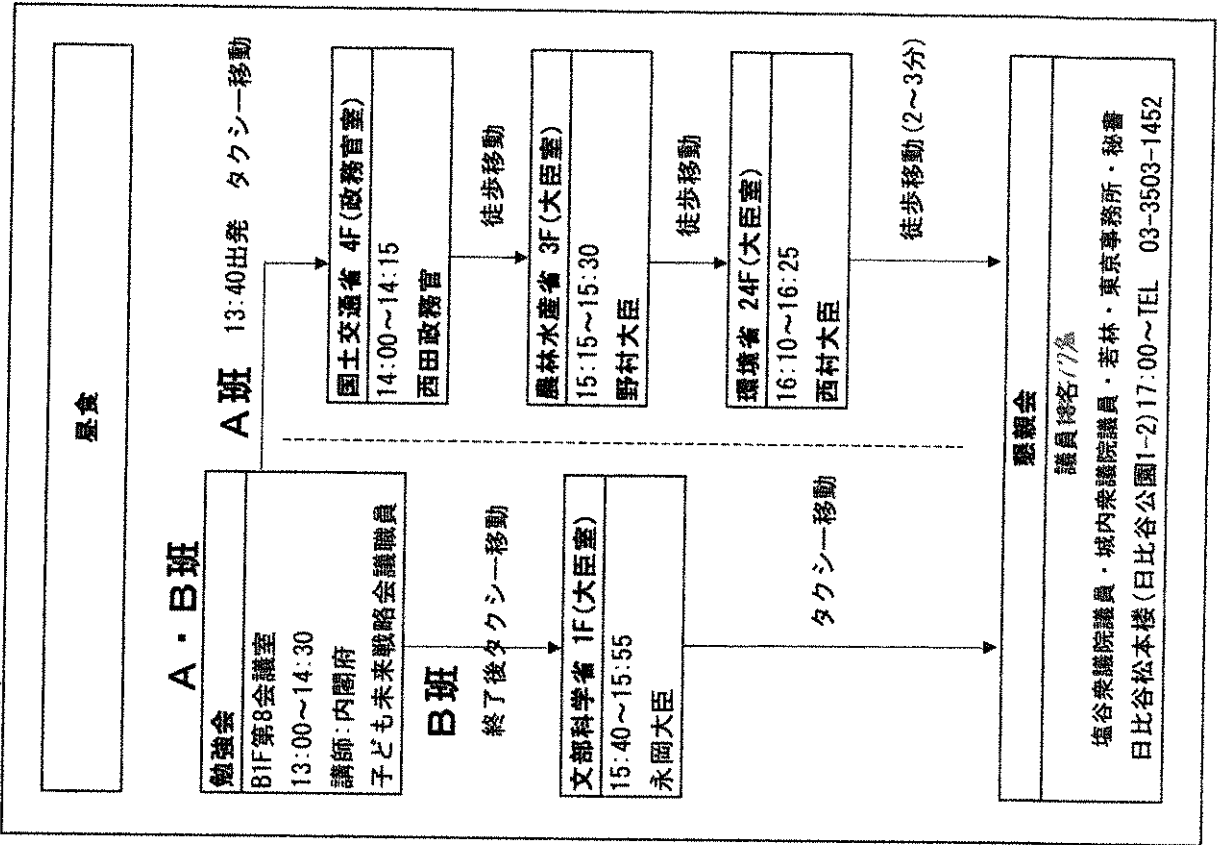 昼食
A・B班
勉強会
B1F第8会議室
13:00～14:30
講師：内閣府
子ども未来戦略会議職員
A班 13:40出発 タクシー移動
国土交通省 4F(政務官室)
14:00～14:15
西田政務官
徒歩移動
農林水産省 3F(大臣室)
15:15～15:30
野村大臣
徒歩移動
環境省 24F(大臣室)
16:10～16:25
西村大臣
徒歩移動(2～3分)
B班
終了後タクシー移動
文部科学省 1F(大臣室)
15:40～15:55
永岡大臣
タクシー移動
懇親会
議員 17名
塩谷衆議院議員・城内衆議院議員・若林・東京事務所・秘書
日比谷松本楼(日比谷公園1-2)17:00～TEL 03-3503-1452